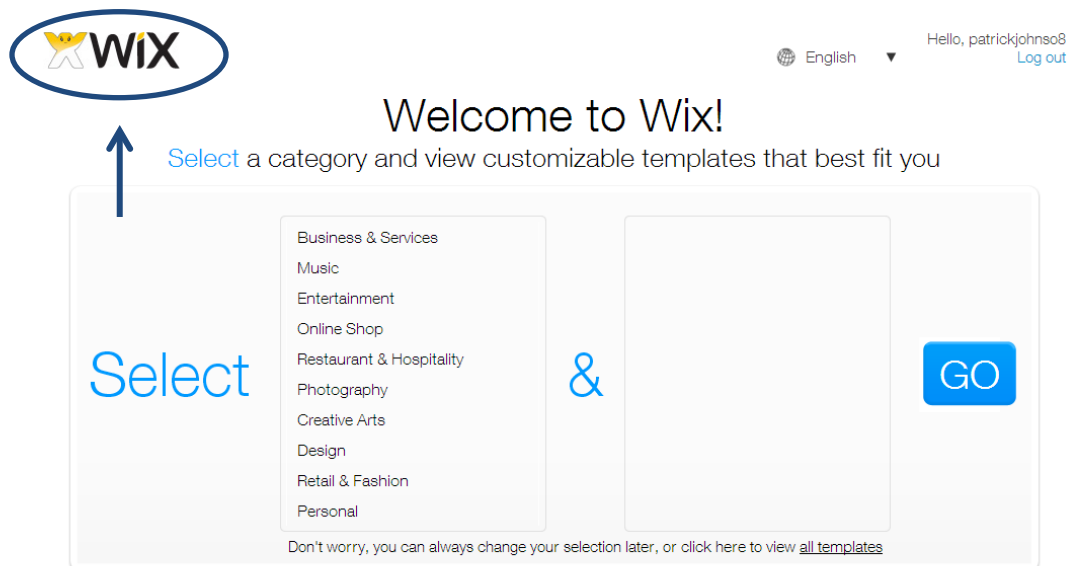 WiX
English ▼
Hello, patrickjohnso8
Log out
Welcome to Wix!
Select a category and view customizable templates that best fit you
Select
Business & Services
Music
Entertainment
Online Shop
Restaurant & Hospitality
Photography
Creative Arts
Design
Retail & Fashion
Personal
&
GO
Don't worry, you can always change your selection later, or click here to view all templates